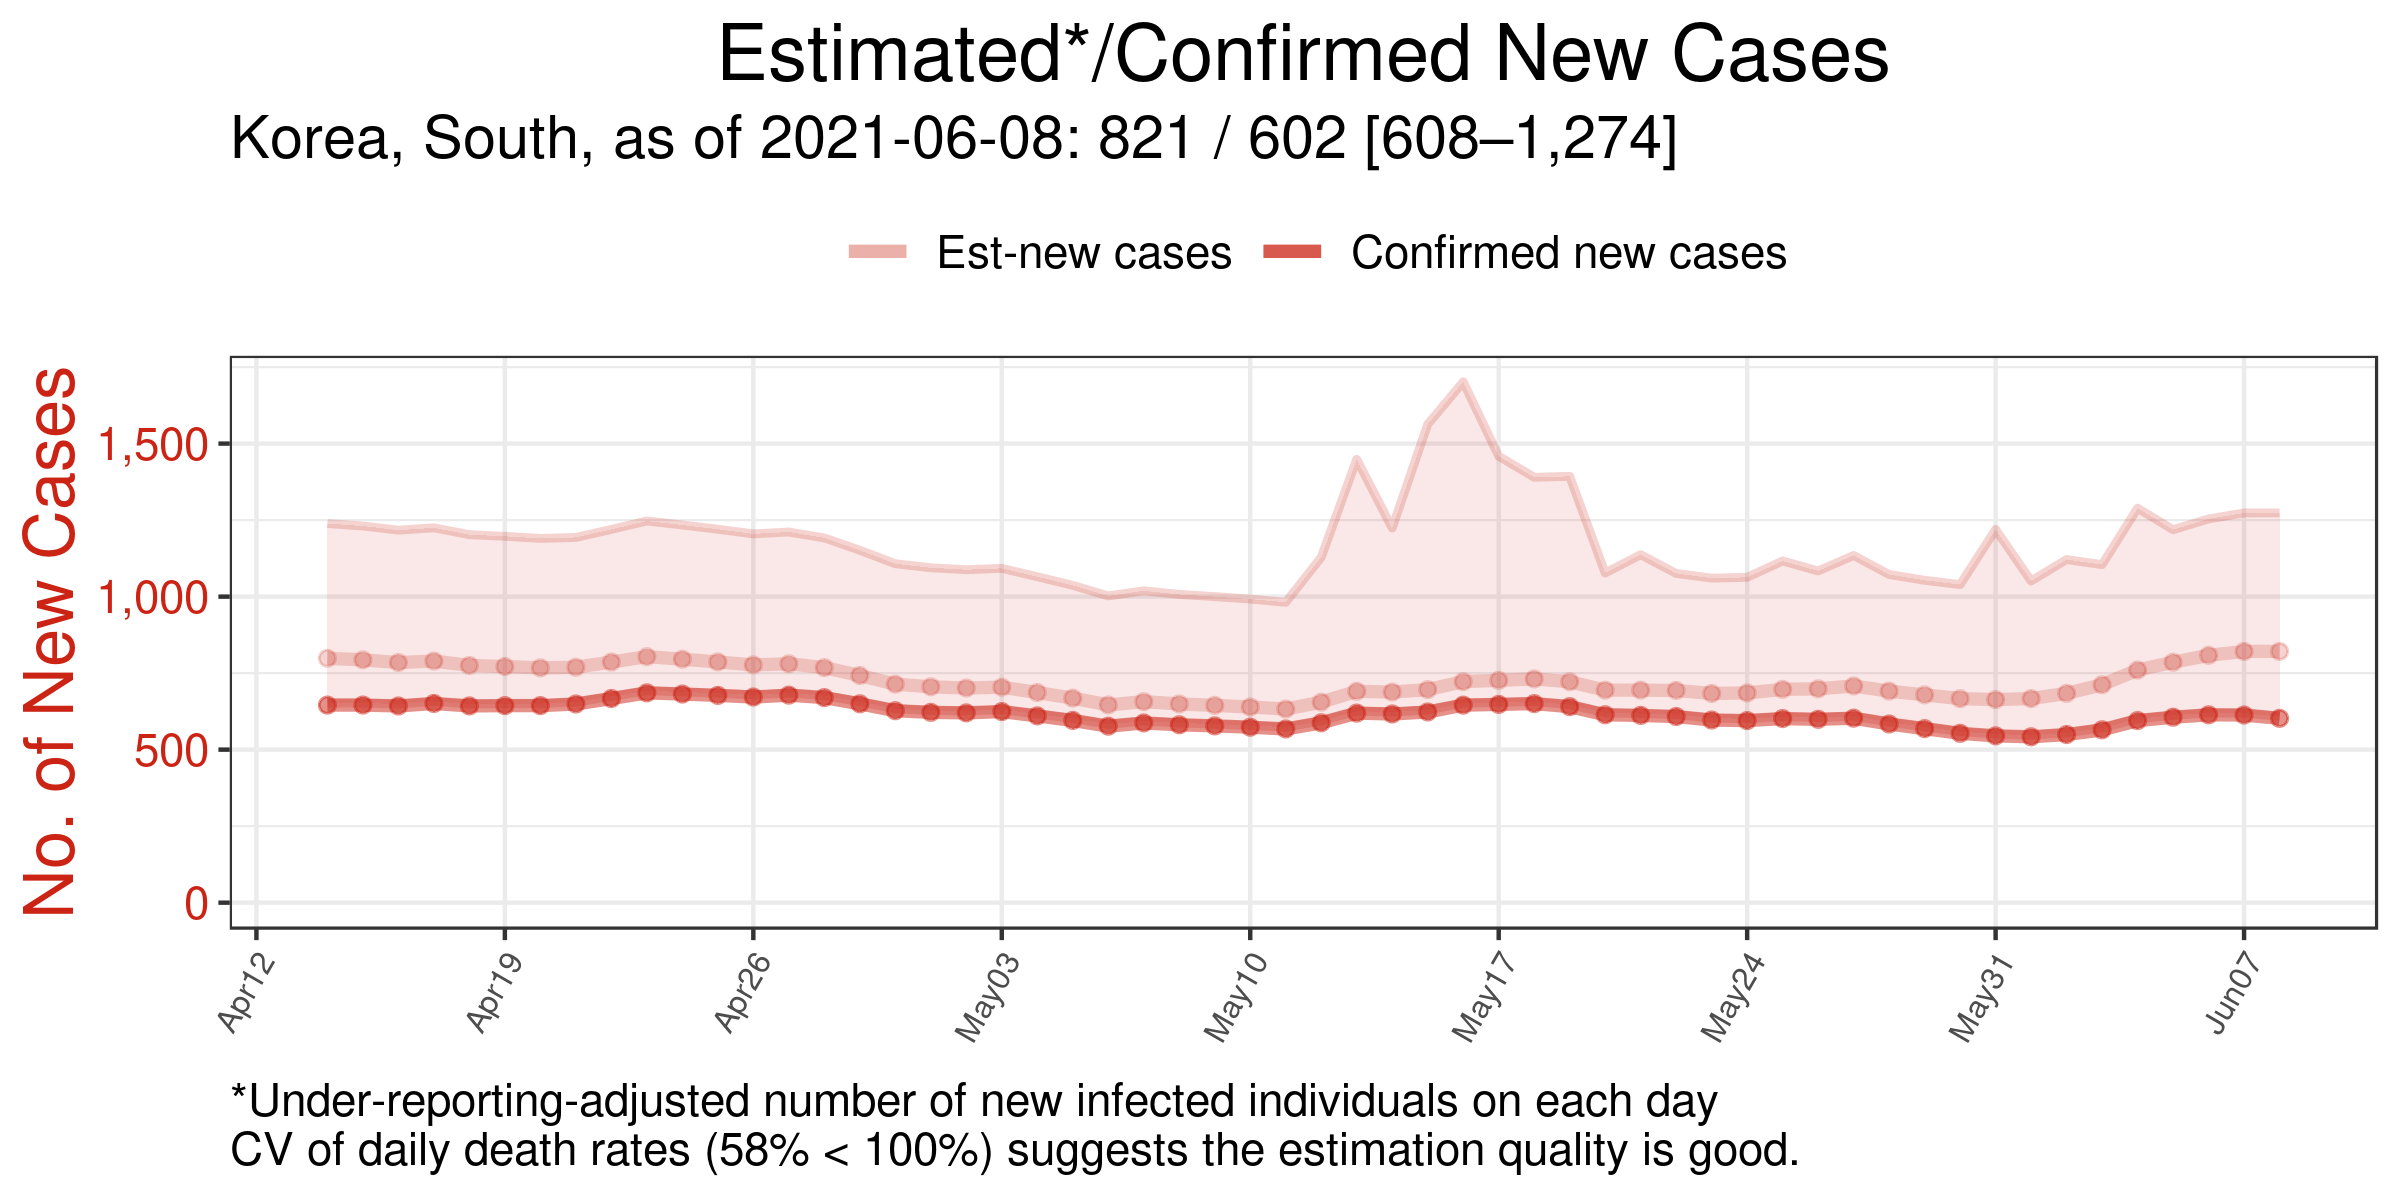 Estimated*/Confirmed New Cases
Korea, South, as of 2021-06-08: 821 / 602 [608–1,274]
Est-new cases Confirmed new cases
No. of New Cases
1,500
1,000
500
0
Apr12 Apr19 Apr26 May03 May10 May17 May24 May31 Jun07
*Under-reporting-adjusted number of new infected individuals on each day
CV of daily death rates (58% < 100%) suggests the estimation quality is good.